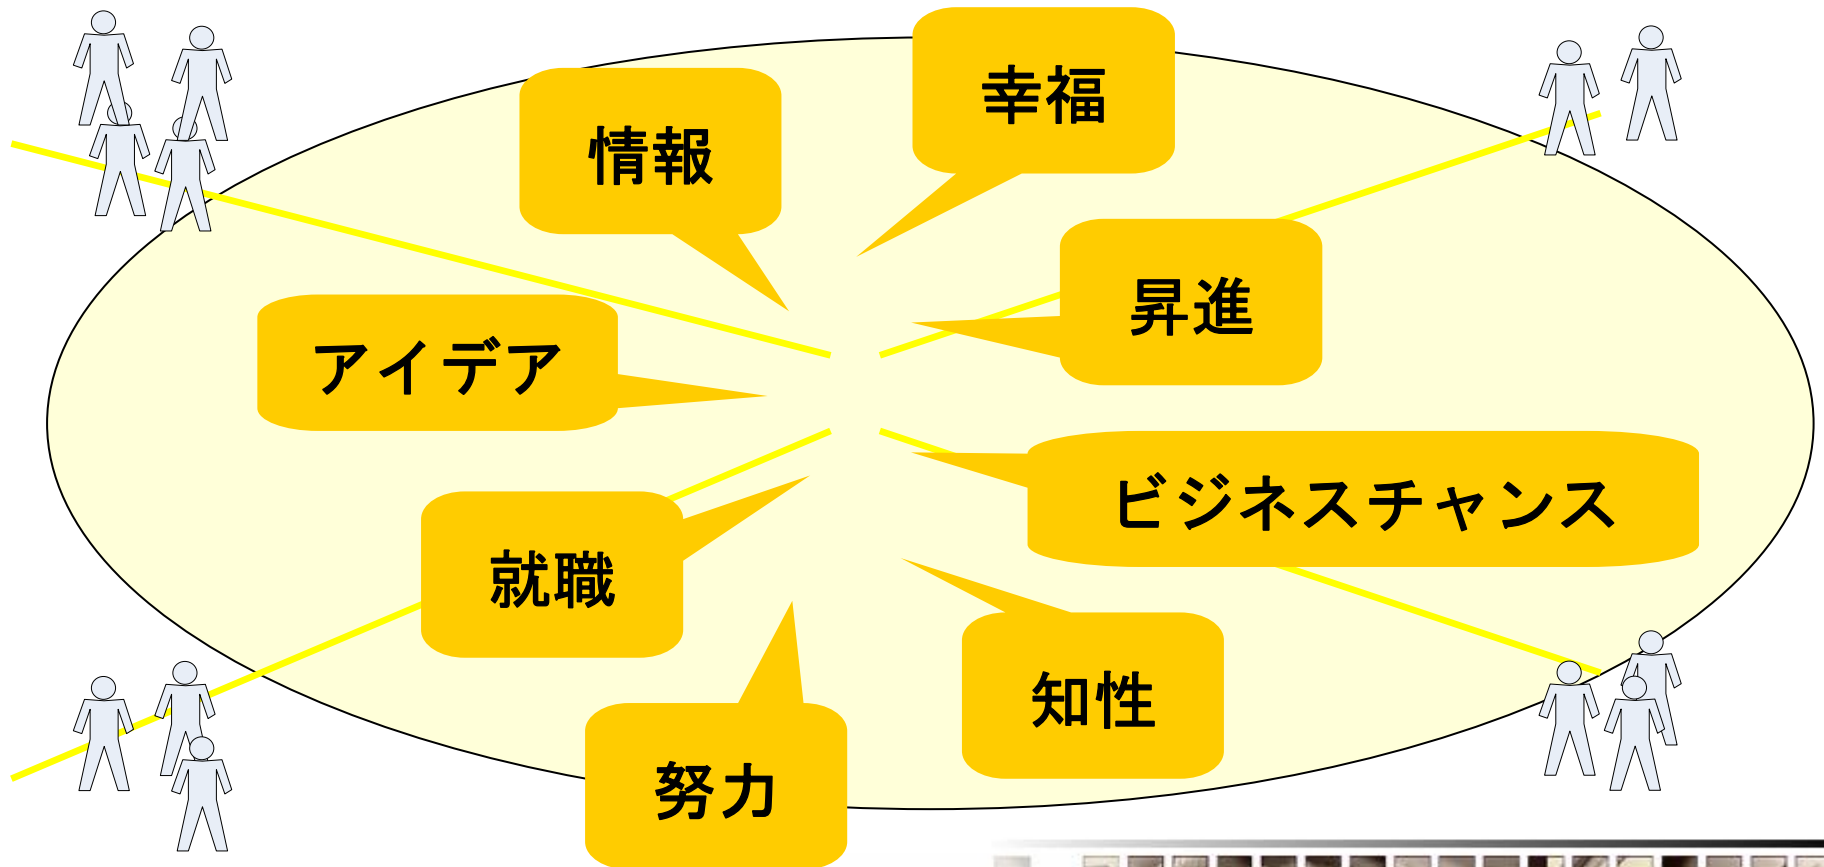 幸福
情報
昇進
アイデア
ビジネスチャンス
就職
知性
努力